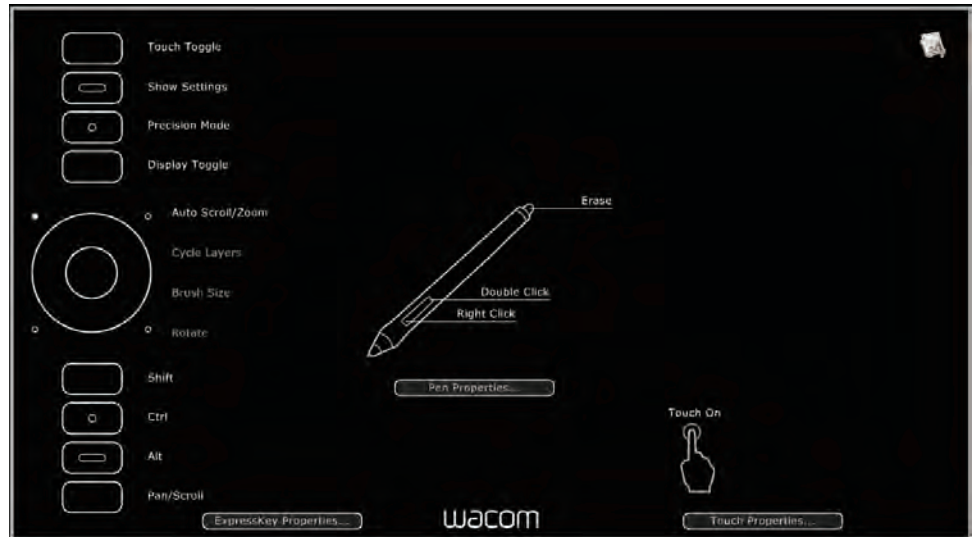 Touch Toggle
Show Settings
Precision Mode
Display Toggle
Auto Scroll/Zoom
Cycle Layers
Brush Size
Rotate
Shift
Ctrl
Alt
Pan/Scroll
ExpressKey Properties...
Erase
Double Click
Right Click
Pen Properties...
wacom
Touch On
Touch Properties...